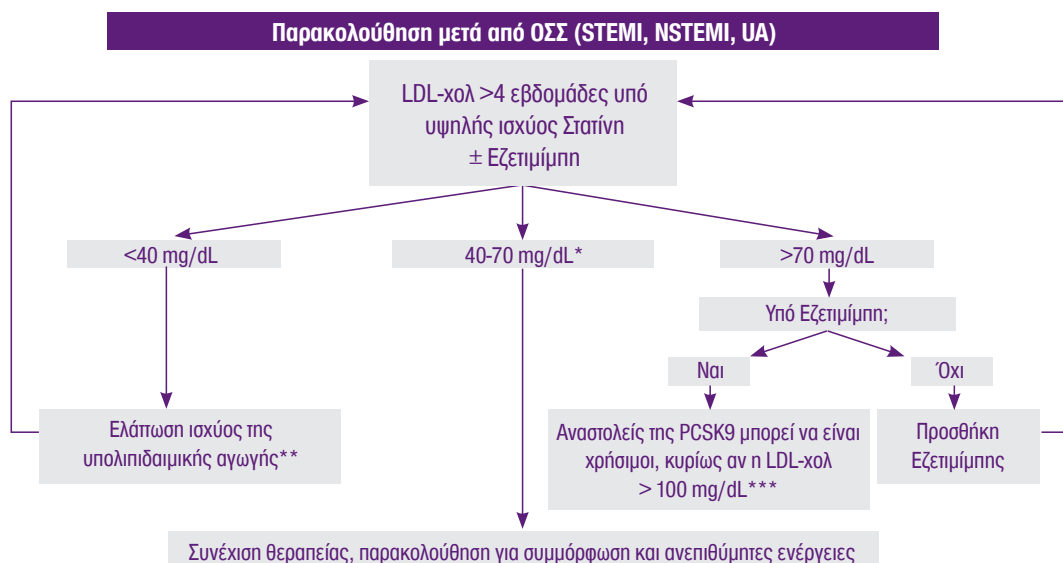 Παρακολούθηση μετά από ΟΣΣ (STEMI, NSTEMI, UA)
LDL-χολ >4 εβδομάδες υπό
υψηλής ισχύος Στατίνη
± Εζετιμίμπη
<40 mg/dL
40-70 mg/dL*
>70 mg/dL
Υπό Εζετιμίμπη;
Ναι
Όχι
Ελάττωση ισχύος της
υπολιπιδαιμικής αγωγής**
Αναστολείς της PCSK9 μπορεί να είναι
χρήσιμοι, κυρίως αν η LDL-χολ
> 100 mg/dL***
Προσθήκη
Εζετιμίμπης
Συνέχιση θεραπείας, παρακολούθηση για συμμόρφωση και ανεπιθύμητες ενέργειες